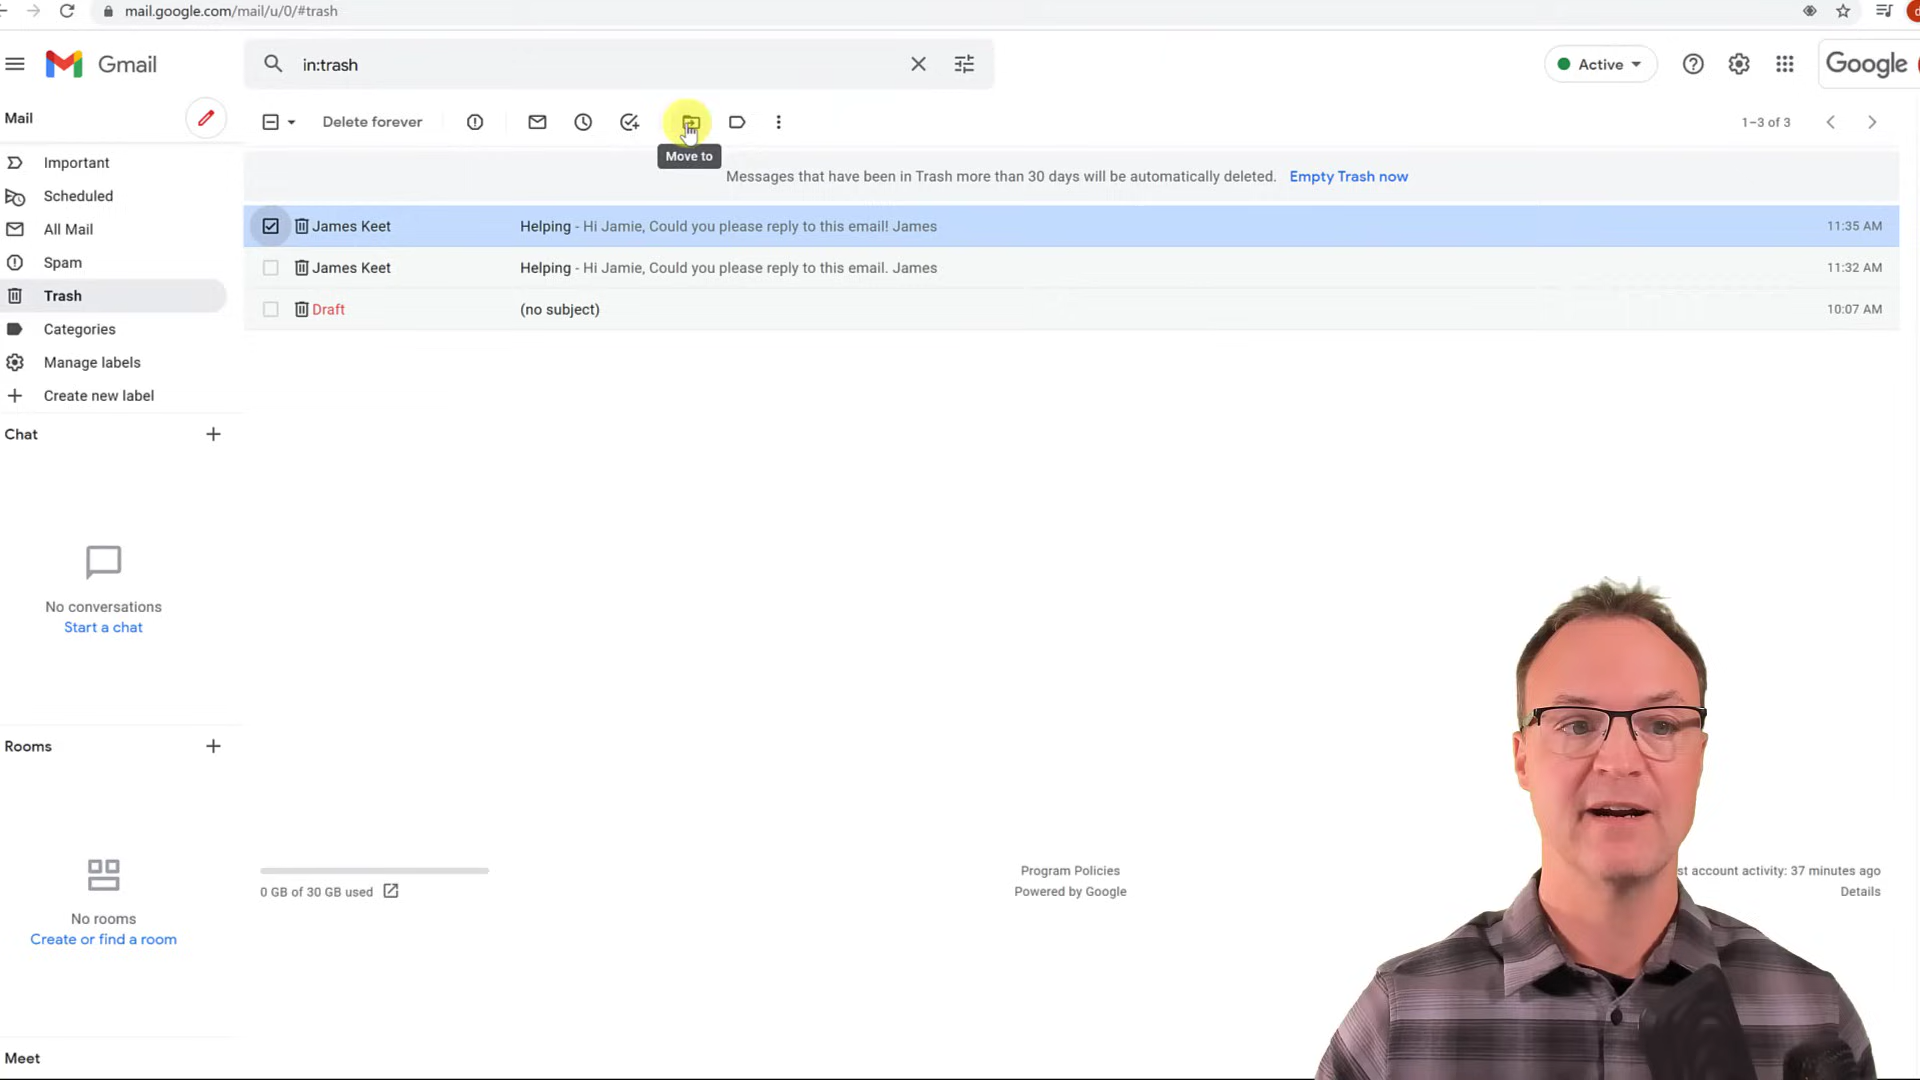 mail.google.com/mail/u/0/#trash
Gmail
in:trash
Active
Google
Mail
Delete forever
1–3 of 3
Move to
Important
Scheduled
All Mail
Spam
Trash
Categories
Manage labels
Create new label
Messages that have been in Trash more than 30 days will be automatically deleted. Empty Trash now
James Keet Helping - Hi Jamie, Could you please reply to this email! James 11:35 AM
James Keet Helping - Hi Jamie, Could you please reply to this email. James 11:32 AM
Draft (no subject) 10:07 AM
Chat
No conversations
Start a chat
Rooms
No rooms
Create or find a room
Meet
0 GB of 30 GB used
Program Policies
Powered by Google
st account activity: 37 minutes ago
Details